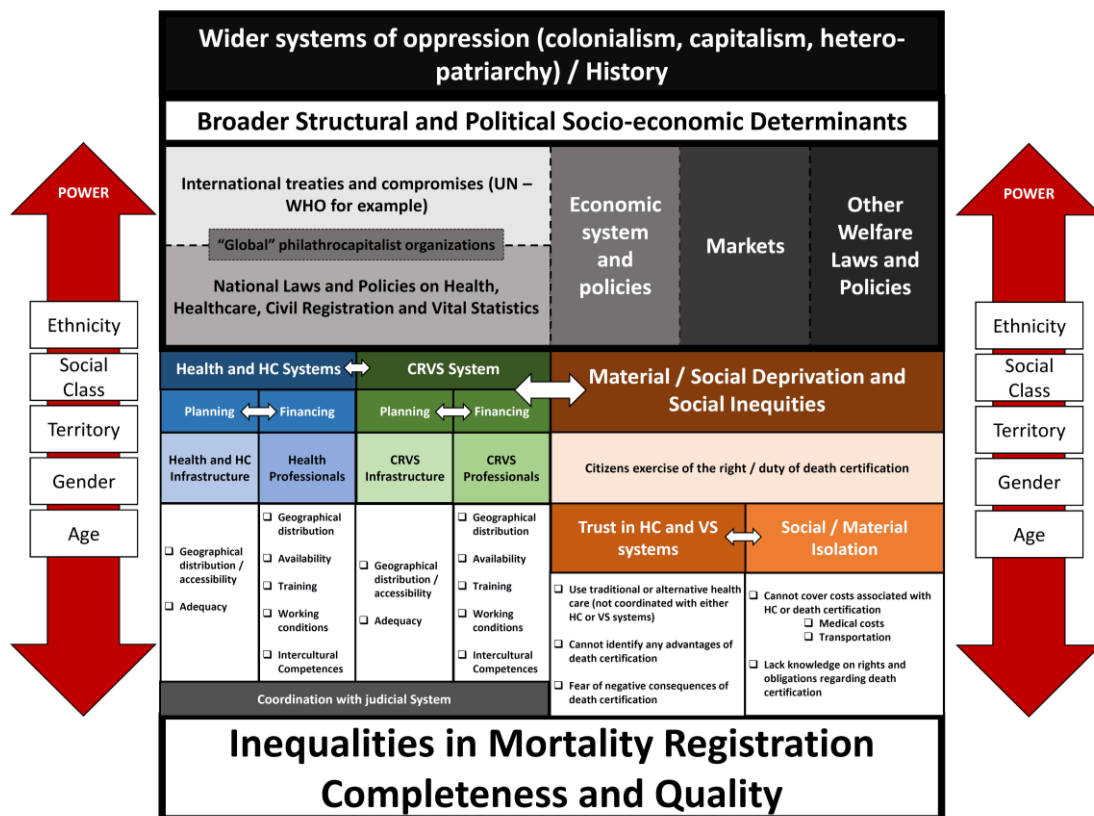 Wider systems of oppression (colonialism, capitalism, hetero-
patriarchy) / History
Broader Structural and Political Socio-economic Determinants
POWER
Ethnicity
Social
Class
Territory
Gender
Age
International treaties and compromises (UN –
WHO for example)
“Global” philathrocapitalist organizations
National Laws and Policies on Health,
Healthcare, Civil Registration and Vital Statistics
Economic
system
and
policies
Markets
Other
Welfare
Laws and
Policies
POWER
Ethnicity
Social
Class
Territory
Gender
Age
Health and HC Systems
CRVS System
Planning
Financing
Planning
Financing
Health and HC
Infrastructure
Health
Professionals
CRVS
Infrastructure
CRVS
Professionals
Geographical
distribution /
accessibility
Adequacy
Geographical
distribution
Availability
Training
Working
conditions
Intercultural
Competences
Geographical
distribution /
accessibility
Adequacy
Geographical
distribution
Availability
Training
Working
conditions
Intercultural
Competences
Coordination with judicial System
Material / Social Deprivation and
Social Inequities
Citizens exercise of the right / duty of death certification
Trust in HC and VS
systems
Social / Material
Isolation
Use traditional or alternative health
care (not coordinated with either
HC or VS systems)
Cannot identify any advantages of
death certification
Fear of negative consequences of
death certification
Cannot cover costs associated with
HC or death certification
Medical costs
Transportation
Lack knowledge on rights and
obligations regarding death
certification
Inequalities in Mortality Registration
Completeness and Quality